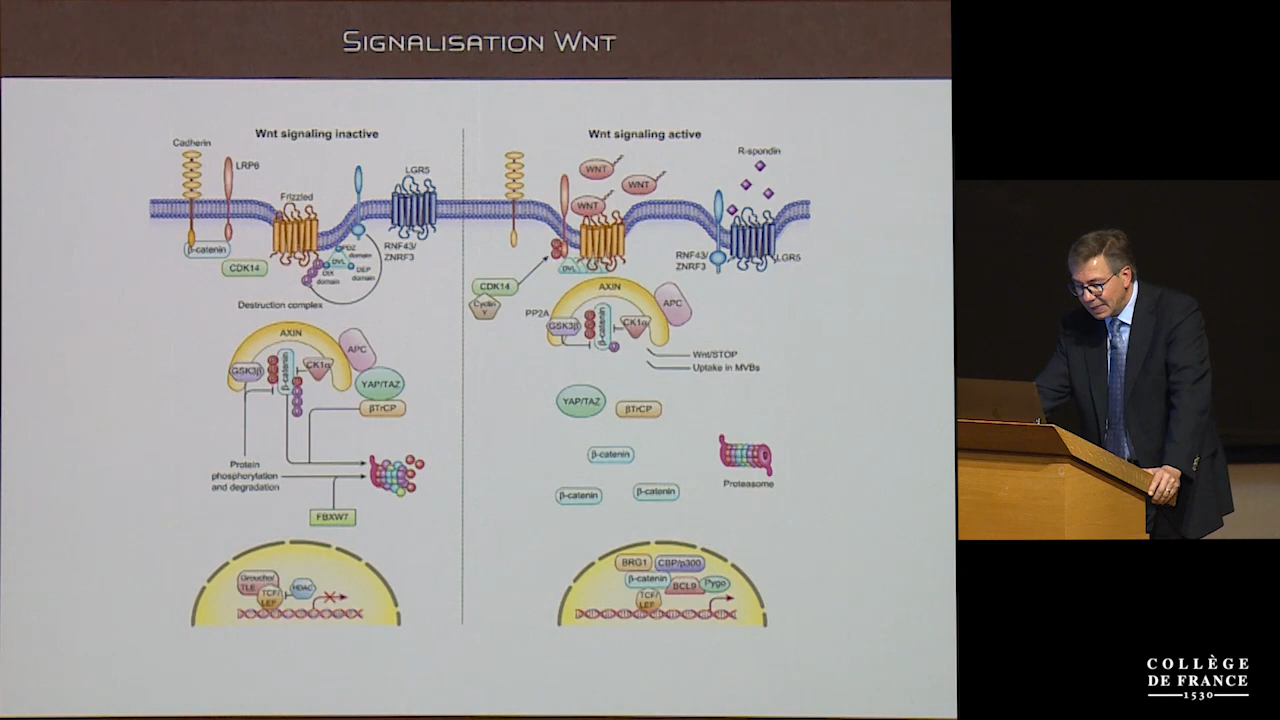 SIGNALISATION WNT
Wnt signaling inactive
Cadherin
LRP6
Frizzled
LGR5
β-catenin
CDK14
PDZ
domain
DVL
DIX
domain
DEP
domain
RNF43/
ZNRF3
Destruction complex
AXIN
APC
GSK3β
β-catenin
CK1α
YAP/TAZ
βTrCP
Protein
phosphorylation
and degradation
FBXW7
Groucho/
TLE
TCF/
LEF
HDAC
Wnt signaling active
WNT
WNT
WNT
R-spondin
RNF43/
ZNRF3
LGR5
CDK14
Cyclin
Y
DVL
AXIN
APC
PP2A
GSK3β
β-catenin
CK1α
Wnt/STOP
Uptake in MVBs
YAP/TAZ
βTrCP
β-catenin
β-catenin
β-catenin
Proteasome
BRG1
CBP/p300
β-catenin
BCL9
Pygo
TCF/
LEF
COLLÈGE
DE FRANCE
1530